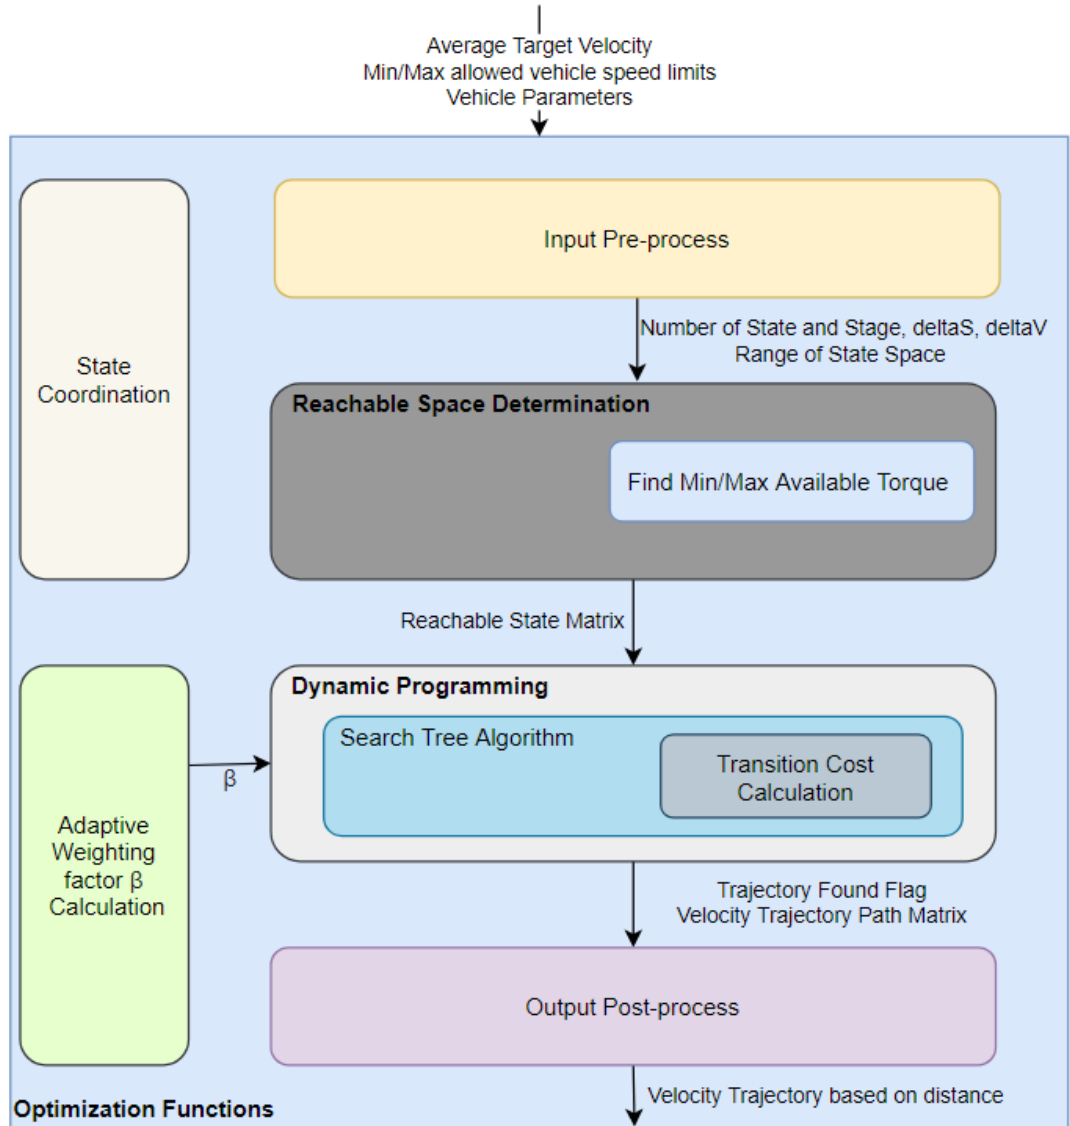 Average Target Velocity
Min/Max allowed vehicle speed limits
Vehicle Parameters
Input Pre-process
Number of State and Stage, deltaS, deltaV
Range of State Space
State
Coordination
Reachable Space Determination
Find Min/Max Available Torque
Reachable State Matrix
Dynamic Programming
Search Tree Algorithm
Transition Cost
Calculation
β
Adaptive
Weighting
factor β
Calculation
Trajectory Found Flag
Velocity Trajectory Path Matrix
Output Post-process
Velocity Trajectory based on distance
Optimization Functions